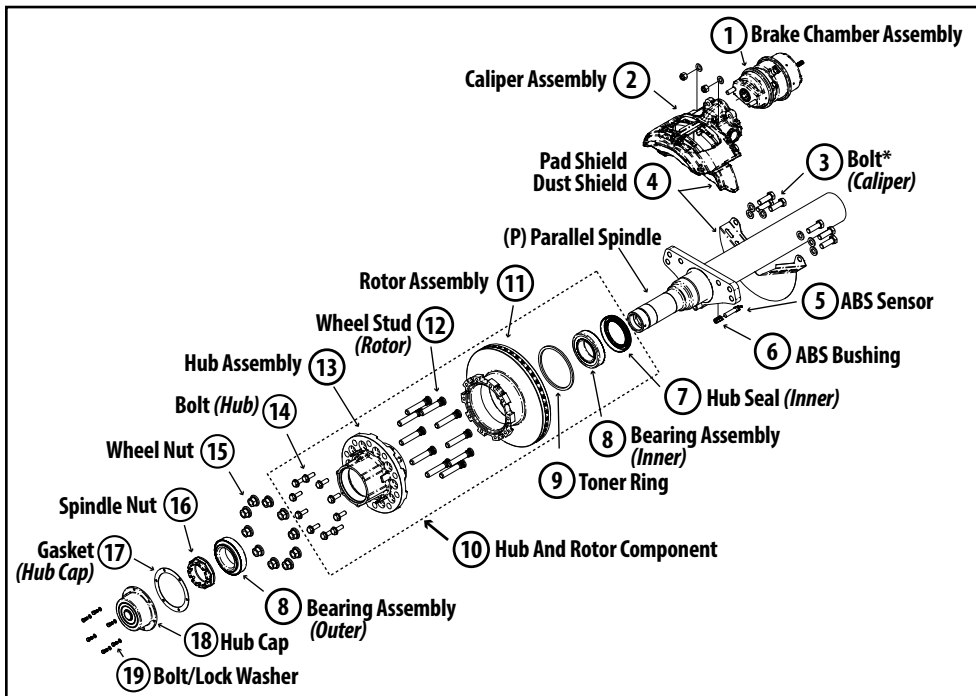 1 Brake Chamber Assembly
Caliper Assembly 2
Pad Shield
Dust Shield 4
3 Bolt*
(Caliper)
(P) Parallel Spindle
Rotor Assembly 11
5 ABS Sensor
Wheel Stud 12
(Rotor)
6 ABS Bushing
Hub Assembly 13
7 Hub Seal (Inner)
Bolt (Hub) 14
8 Bearing Assembly
(Inner)
Wheel Nut 15
9 Toner Ring
Spindle Nut 16
10 Hub And Rotor Component
Gasket 17
(Hub Cap)
8 Bearing Assembly
(Outer)
18 Hub Cap
19 Bolt/Lock Washer